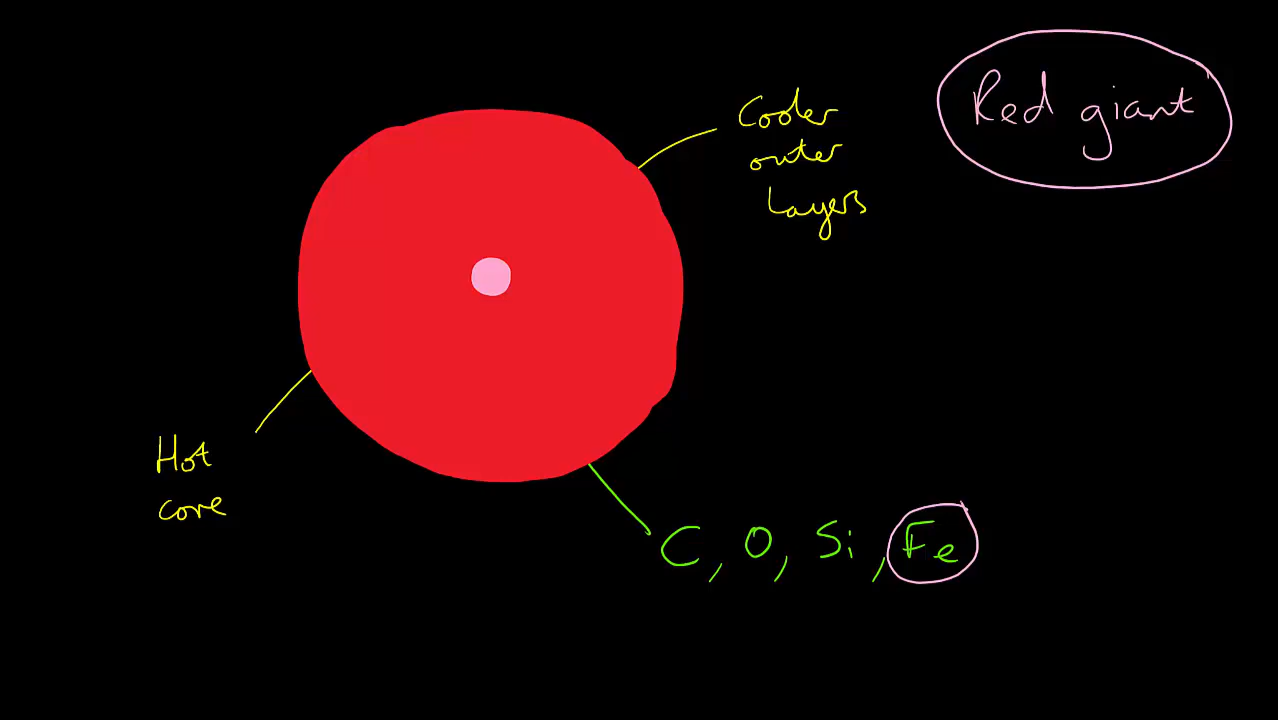 Red giant
Cooler
outer
layers
Hot
core
C, O, Si, Fe